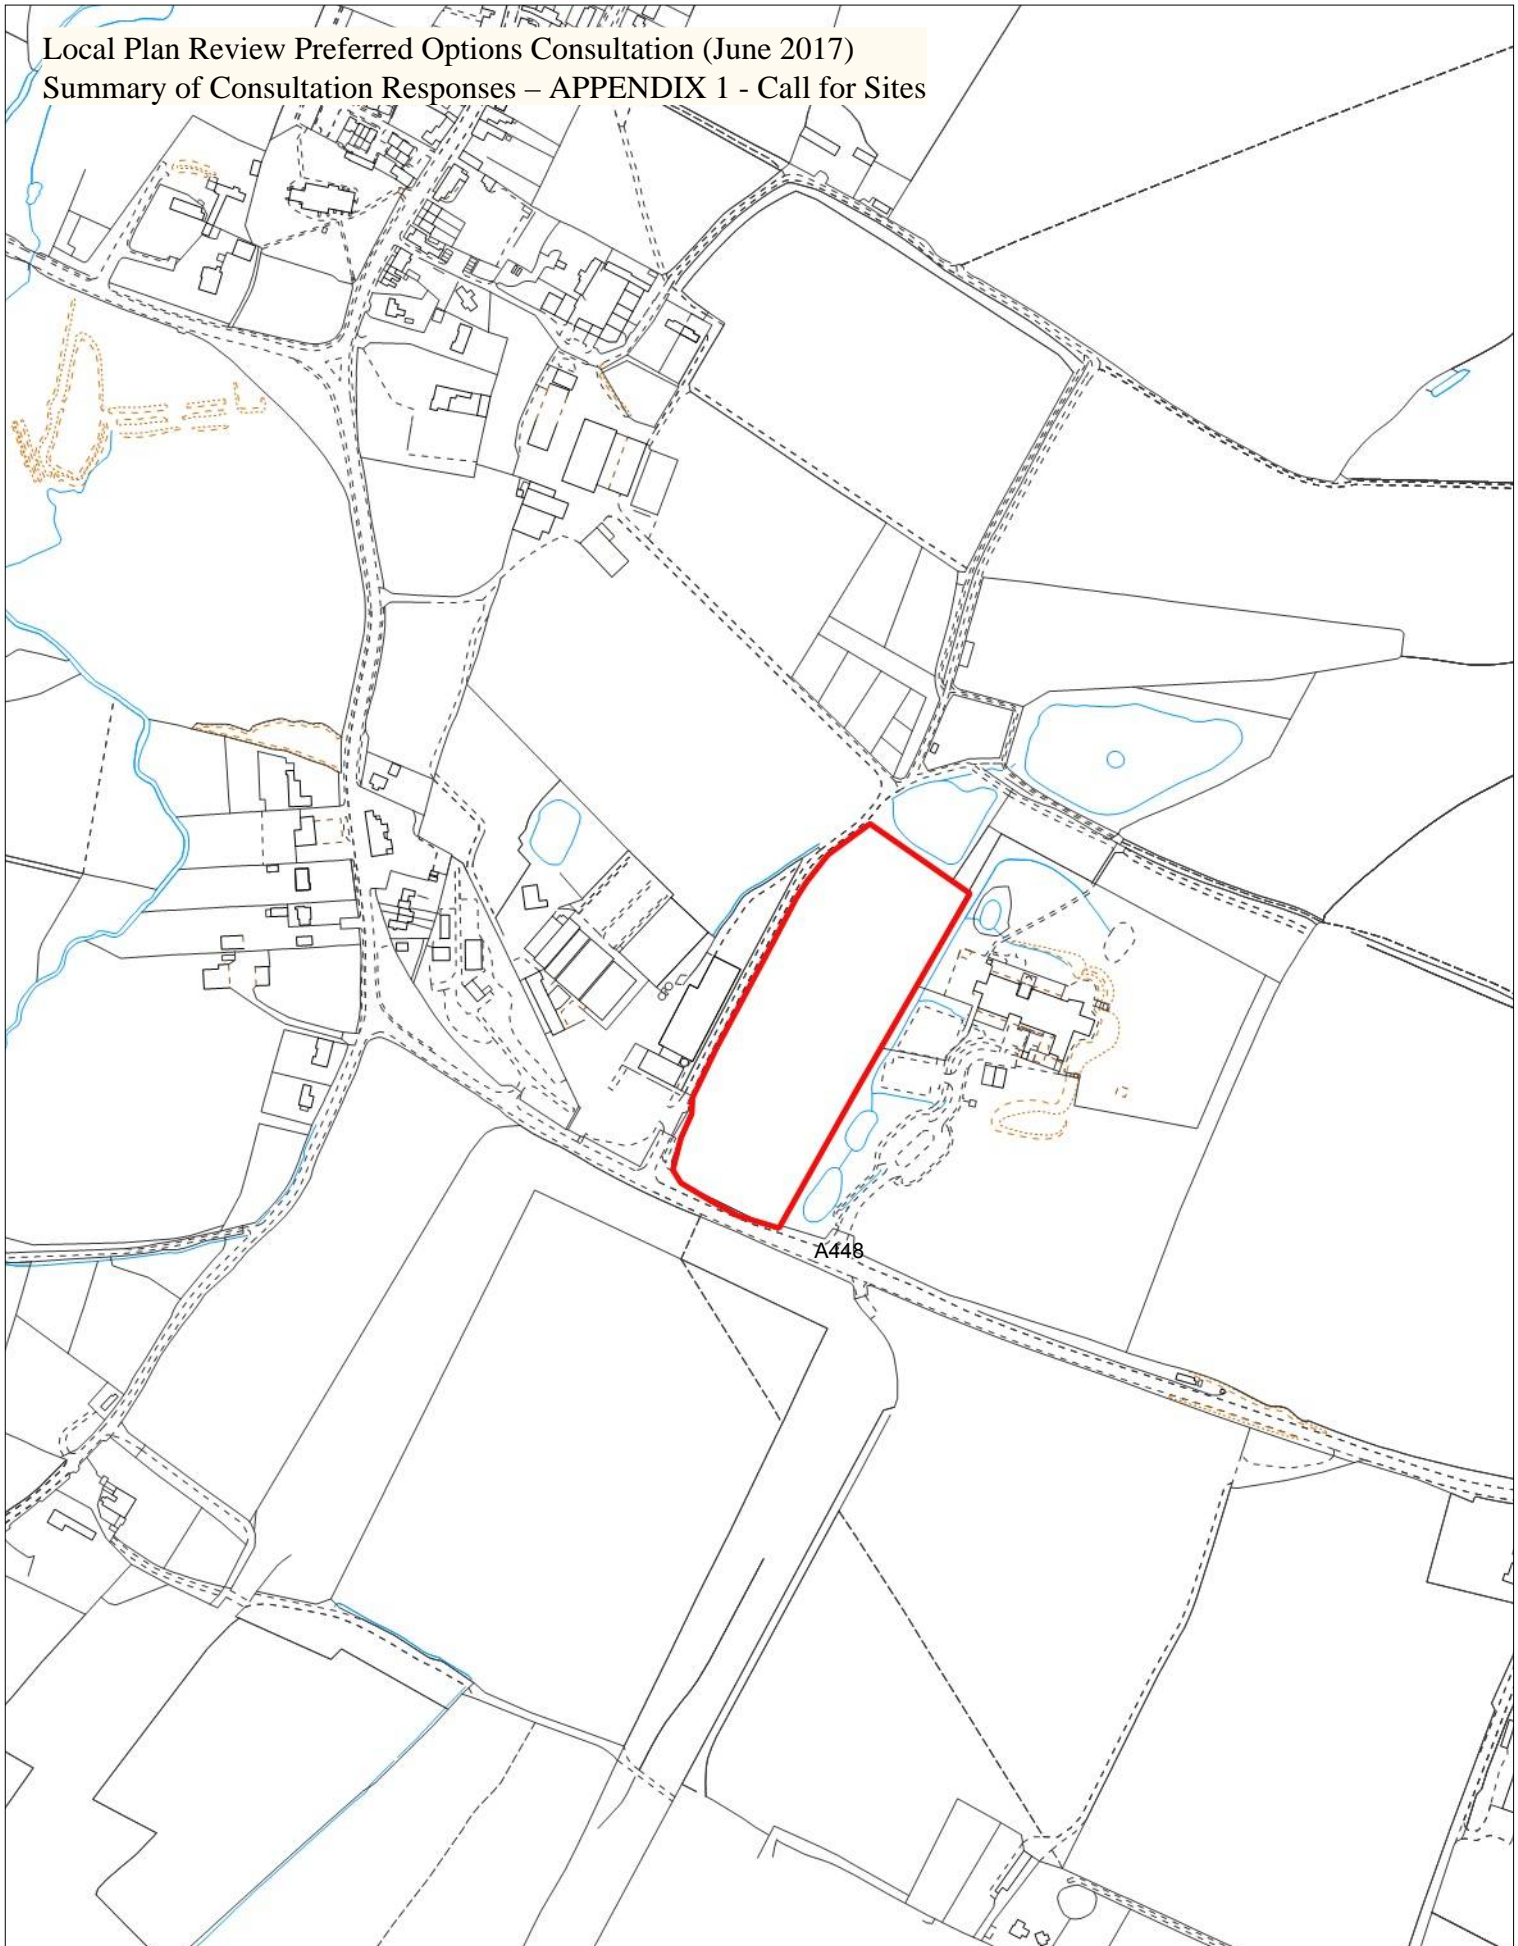 Local Plan Review Preferred Options Consultation (June 2017)
Summary of Consultation Responses – APPENDIX 1 - Call for Sites
A448